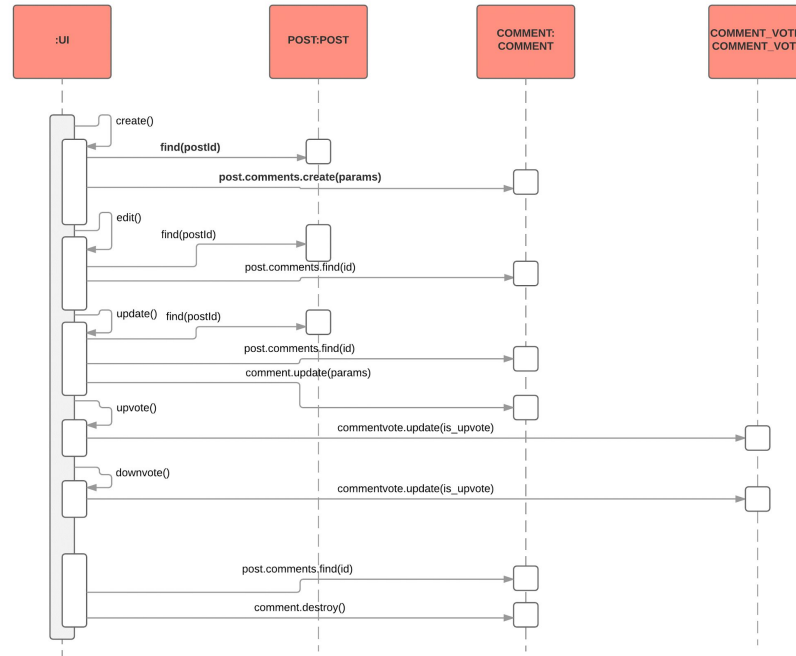 :UI
POST:POST
COMMENT:
COMMENT
COMMENT_VOT
COMMENT_VOT
create()
find(postId)
post.comments.create(params)
edit()
find(postId)
post.comments.find(id)
update()
find(postId)
post.comments.find(id)
comment.update(params)
upvote()
commentvote.update(is_upvote)
downvote()
commentvote.update(is_upvote)
post.comments.find(id)
comment.destroy()